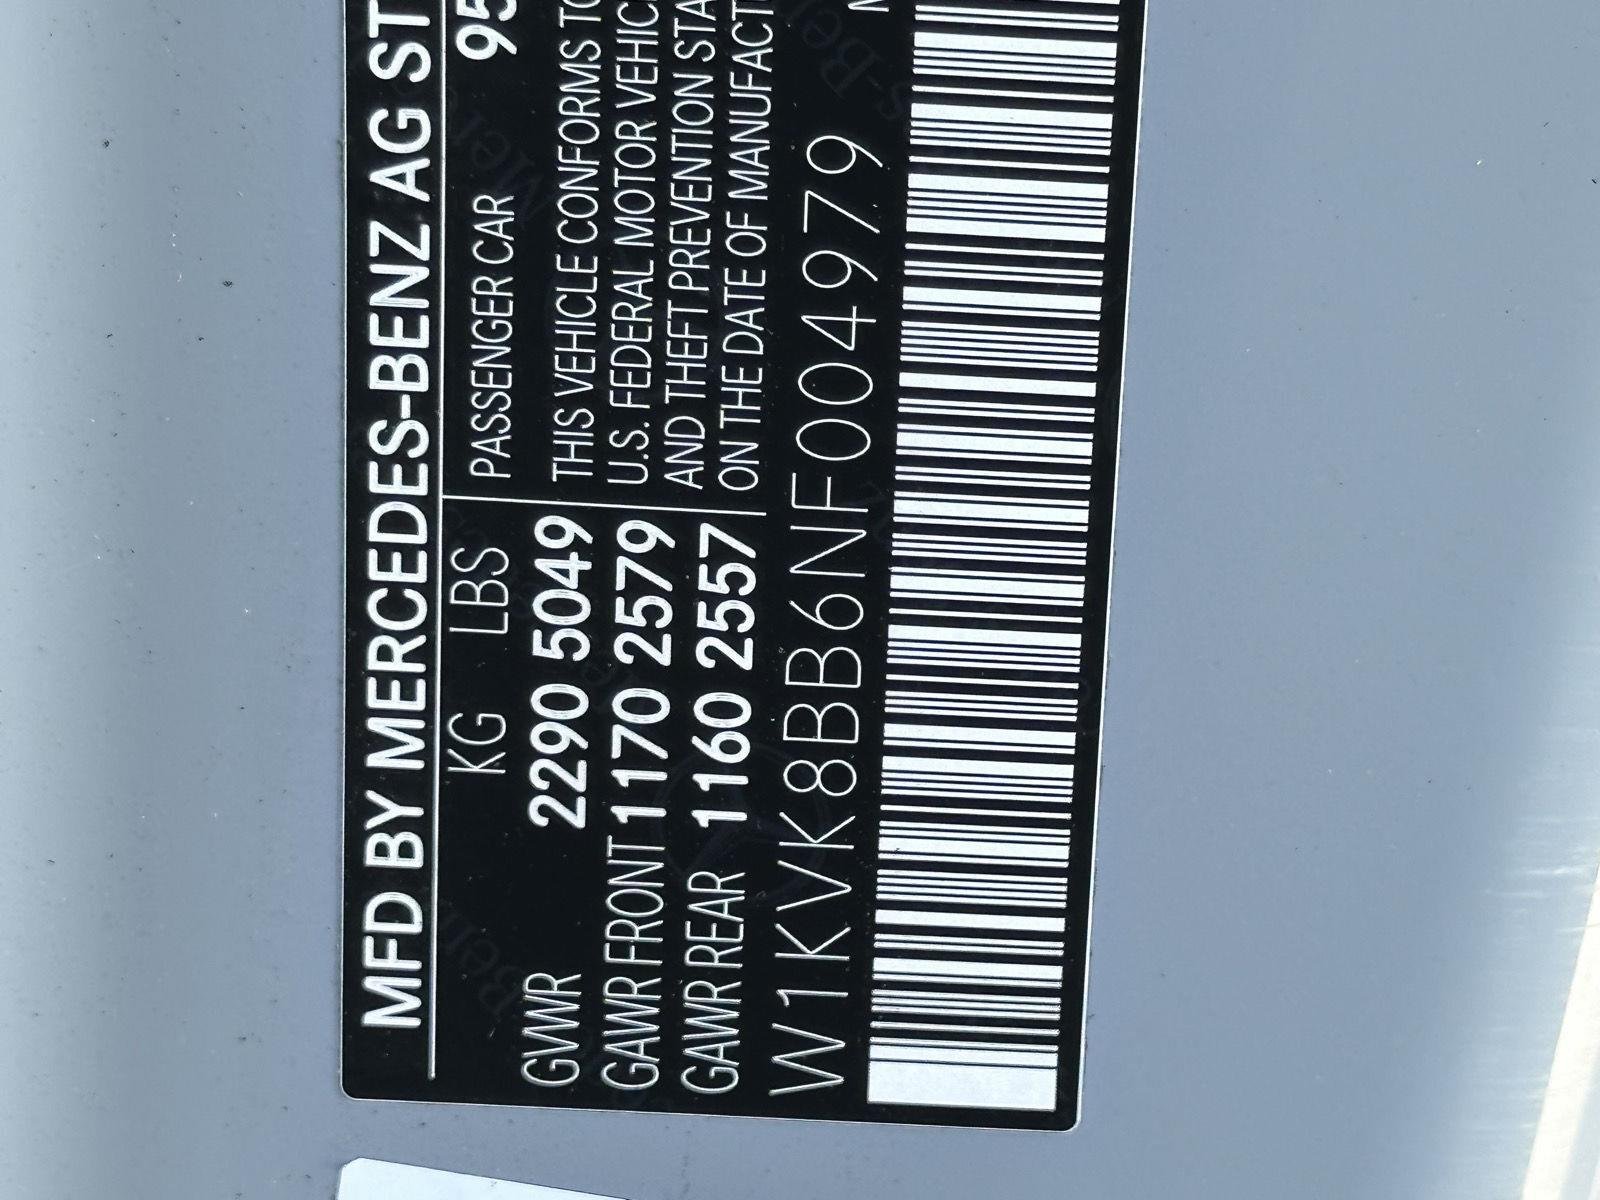 MFD BY MERCEDES-BENZ AG ST
KG LBS
GVWR 2290 5049
GAWR FRONT 1170 2579
GAWR REAR 1160 2557
PASSENGER CAR 95
THIS VEHICLE CONFORMS TO
U.S. FEDERAL MOTOR VEHIC
AND THEFT PREVENTION STA
ON THE DATE OF MANUFACT
W1KVK8BB6NF004979